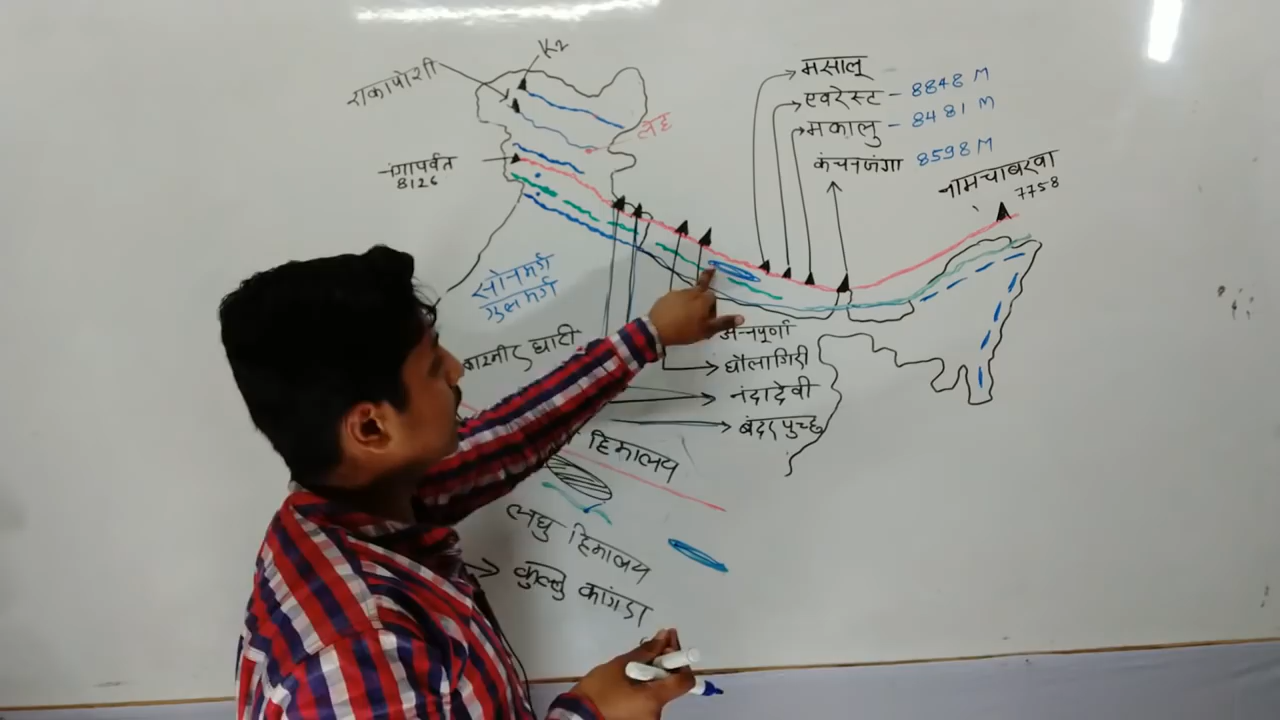 K2
राकापोशी
लेह
नंगापर्वत
8126
मसालू
एवरेस्ट - 8848 M
मकालु - 8481 M
कंचनजंगा 8598 M
नामचाबरवा
7758
सोनमर्ग
गुलमर्ग
घाटी
अन्नपूर्णा
धौलागिरी
नंदादेवी
बंदरपुच्छ
हिमालय
लघु हिमालय
कुल्लु कांगडा